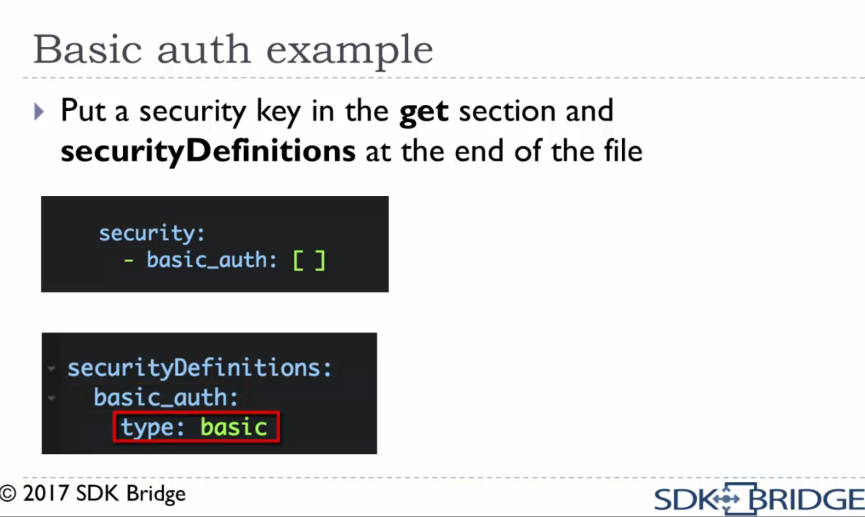 Basic auth example
Put a security key in the get section and
securityDefinitions at the end of the file
security:
- basic_auth: [ ]
securityDefinitions:
basic_auth:
type: basic
© 2017 SDK Bridge
SDK BRIDGE